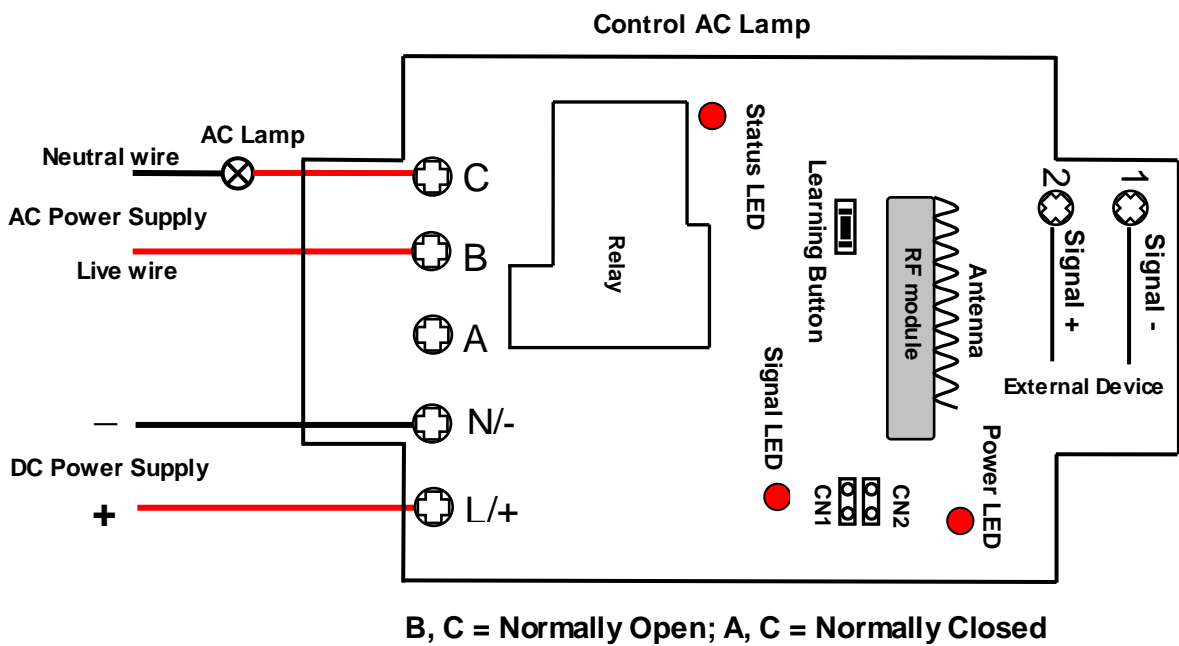 Control AC Lamp
AC Lamp
Neutral wire
C
AC Power Supply
Live wire
B
A
–
N/-
DC Power Supply
+
L/+
Relay
Status LED
Learning Button
Signal LED
RF module
Antenna
CN1
CN2
Power LED
2
1
Signal +
Signal -
External Device
B, C = Normally Open; A, C = Normally Closed